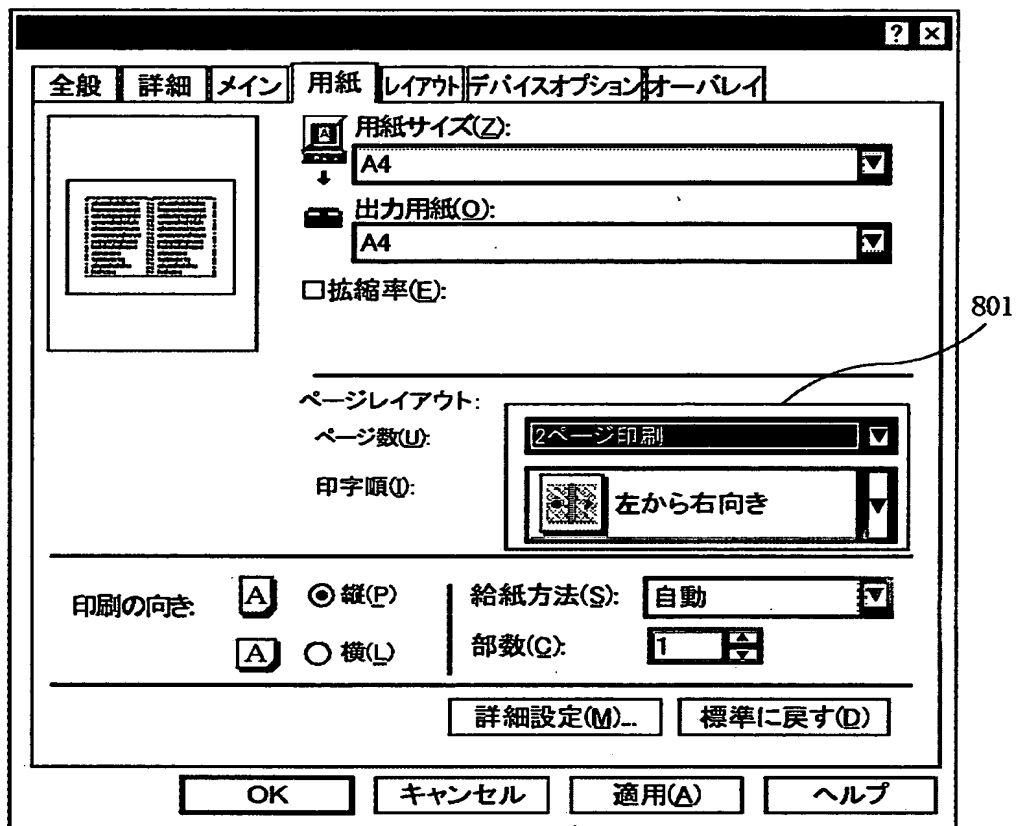 ? ×
全般 詳細 メイン 用紙 レイアウト デバイスオプション オーバレイ
用紙サイズ(Z):
A
A4
出力用紙(O):
A4
拡縮率(E):
801
ページレイアウト:
ページ数(U):
2ページ印刷
印字順(I):
左から右向き
印刷の向き:
A 縦(P)
A 横(L)
給紙方法(S): 自動
部数(C): 1
詳細設定(M)... 標準に戻す(D)
OK キャンセル 適用(A) ヘルプ